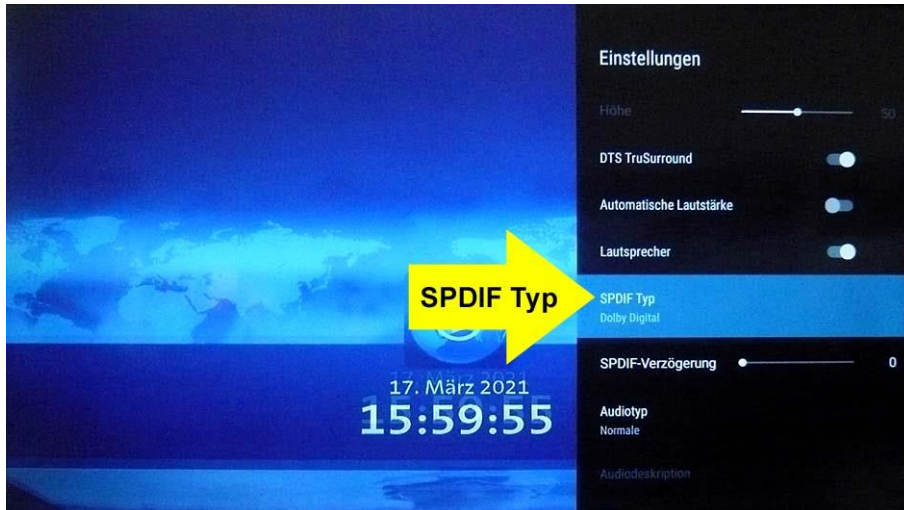 Einstellungen
Höhe 50
DTS TruSurround
Automatische Lautstärke
Lautsprecher
SPDIF Typ
SPDIF Typ
Dolby Digital
SPDIF-Verzögerung 0
17. März 2021
15:59:55
Audiotyp
Normale
Audiodeskription